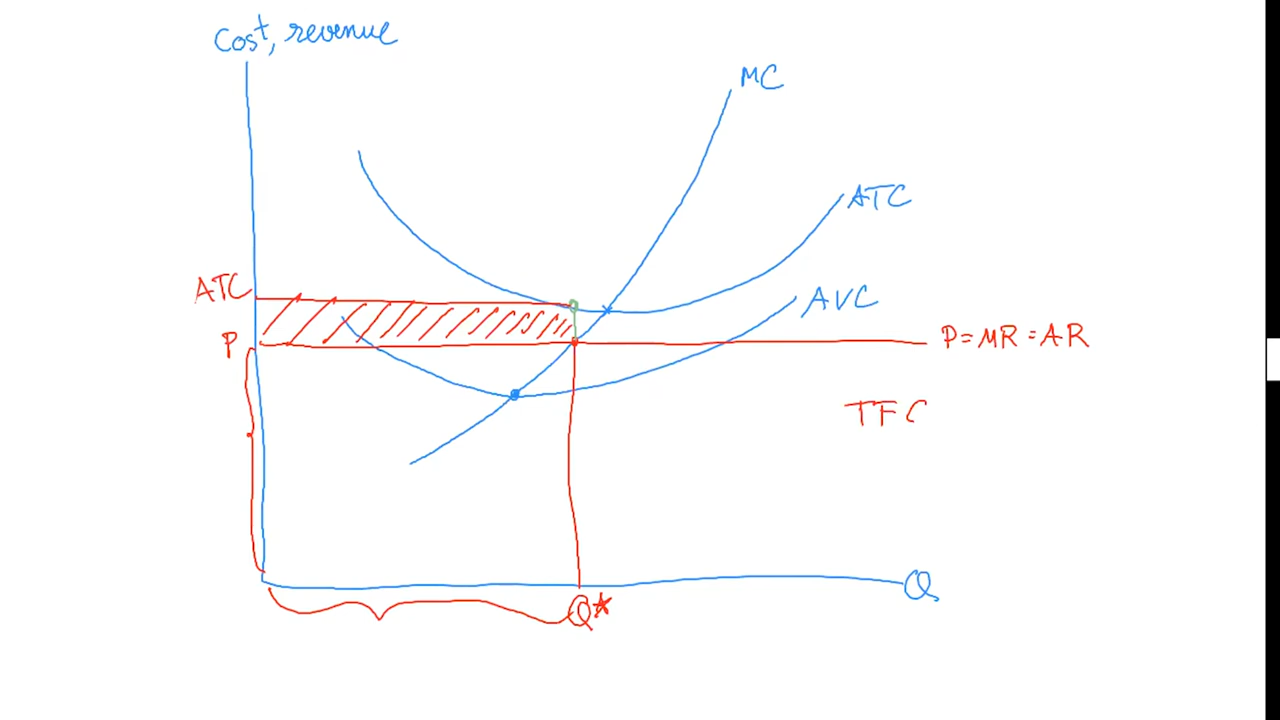 Cost, revenue
MC
ATC
ATC
AVC
P
P = MR = AR
TFC
Q
Q*